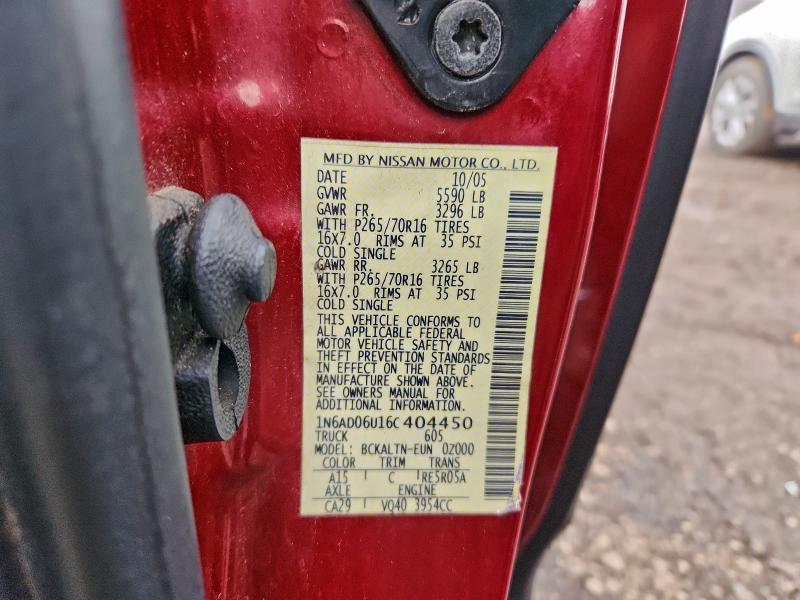 MFD BY NISSAN MOTOR CO., LTD.
DATE 10/05
GVWR 5590 LB
GAWR FR. 3296 LB
WITH P265/70R16 TIRES
16X7.0 RIMS AT 35 PSI
COLD SINGLE
GAWR RR. 3265 LB
WITH P265/70R16 TIRES
16X7.0 RIMS AT 35 PSI
COLD SINGLE
THIS VEHICLE CONFORMS TO
ALL APPLICABLE FEDERAL
MOTOR VEHICLE SAFETY AND
THEFT PREVENTION STANDARDS
IN EFFECT ON THE DATE OF
MANUFACTURE SHOWN ABOVE.
SEE OWNERS MANUAL FOR
ADDITIONAL INFORMATION.
1N6AD06U16C404450
TRUCK 605
MODEL: BCKALTN-EUN 0Z000
COLOR TRIM TRANS
A15 C RE5R05A
AXLE ENGINE
CA29 VQ40 3954CC